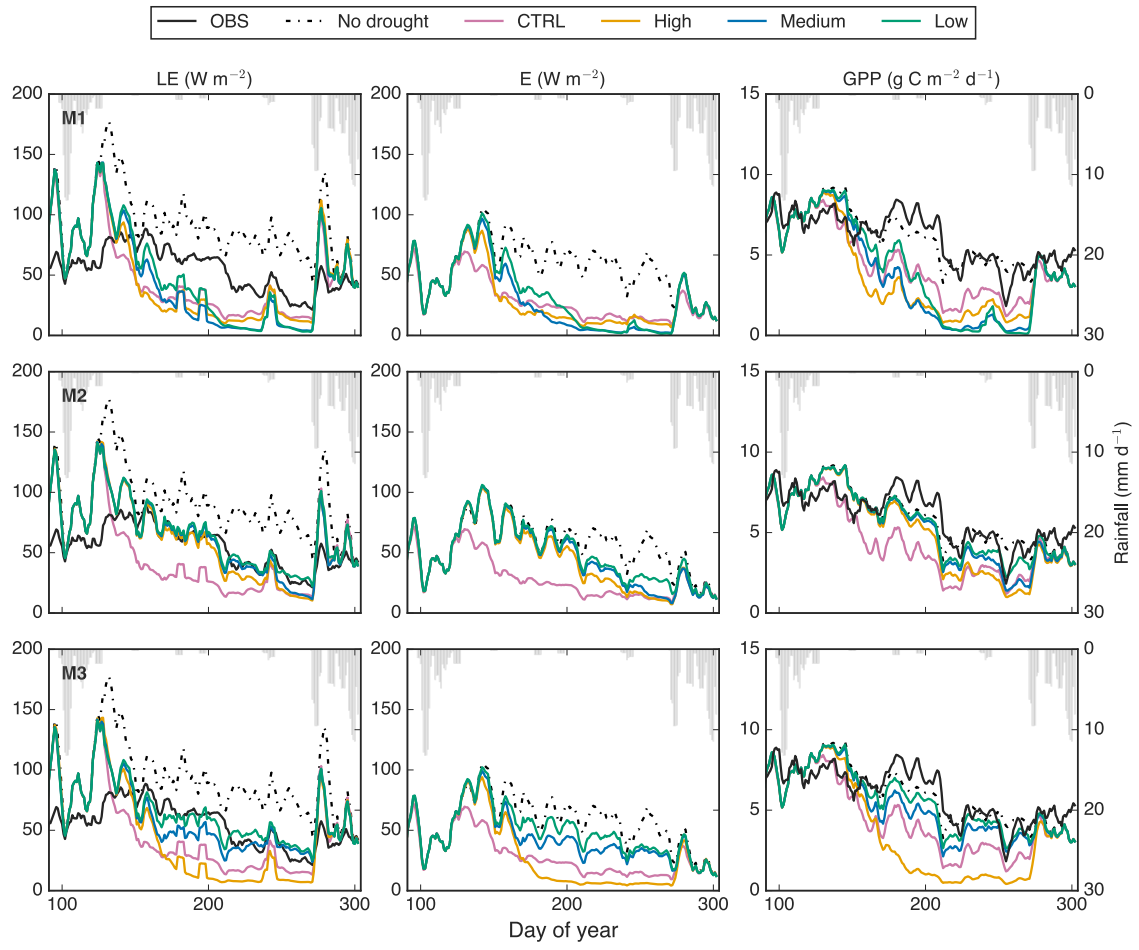 OBS No drought CTRL High Medium Low
LE (W m⁻²) E (W m⁻²) GPP (g C m⁻² d⁻¹)
200 200 15 0
M1
150 150 10 10
100 100
5 20
50 50
0 0 0 30
200 200 15 0
M2
150 150 10 10
100 100
5 20
50 50
0 0 0 30
Rainfall (mm d⁻¹)
200 200 15 0
M3
150 150 10 10
100 100
5 20
50 50
0 0 0 30
100 200 300 100 200 300 100 200 300
Day of year